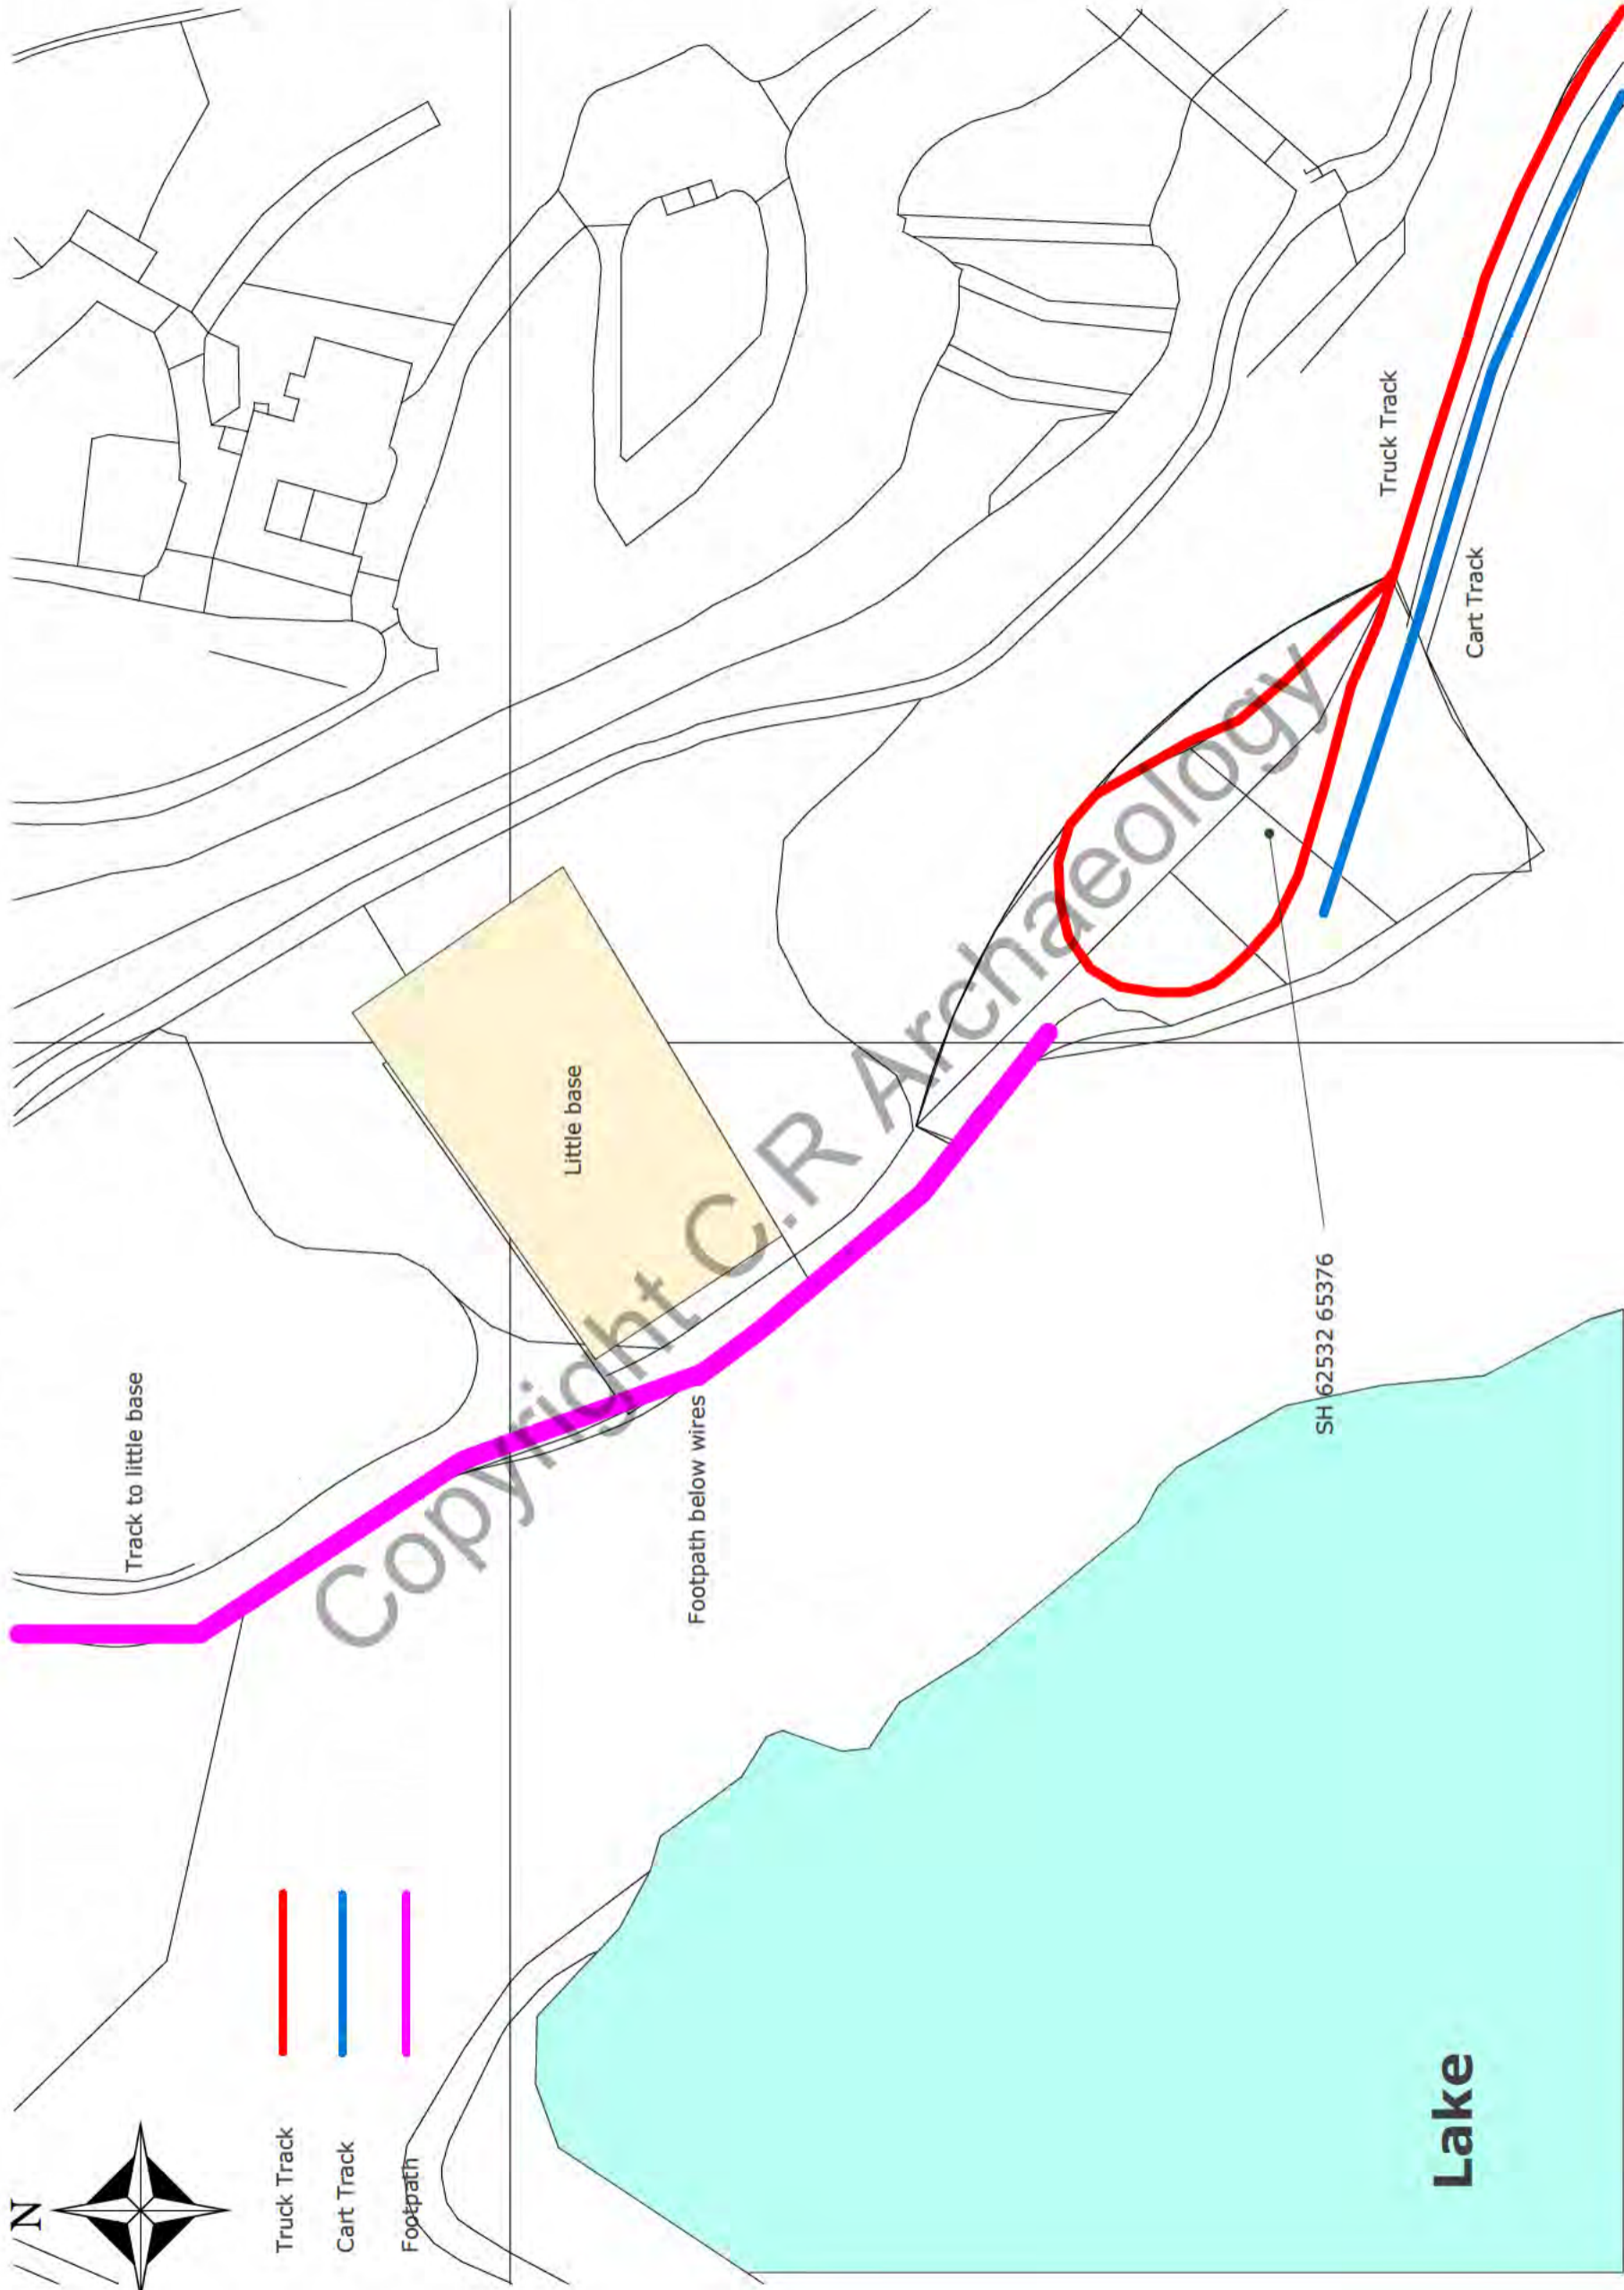 N
Truck Track
Cart Track
Footpath
Track to little base
Little base
Footpath below wires
Truck Track
Cart Track
SH 62532 65376
Lake
Copyright C.R Archaeology